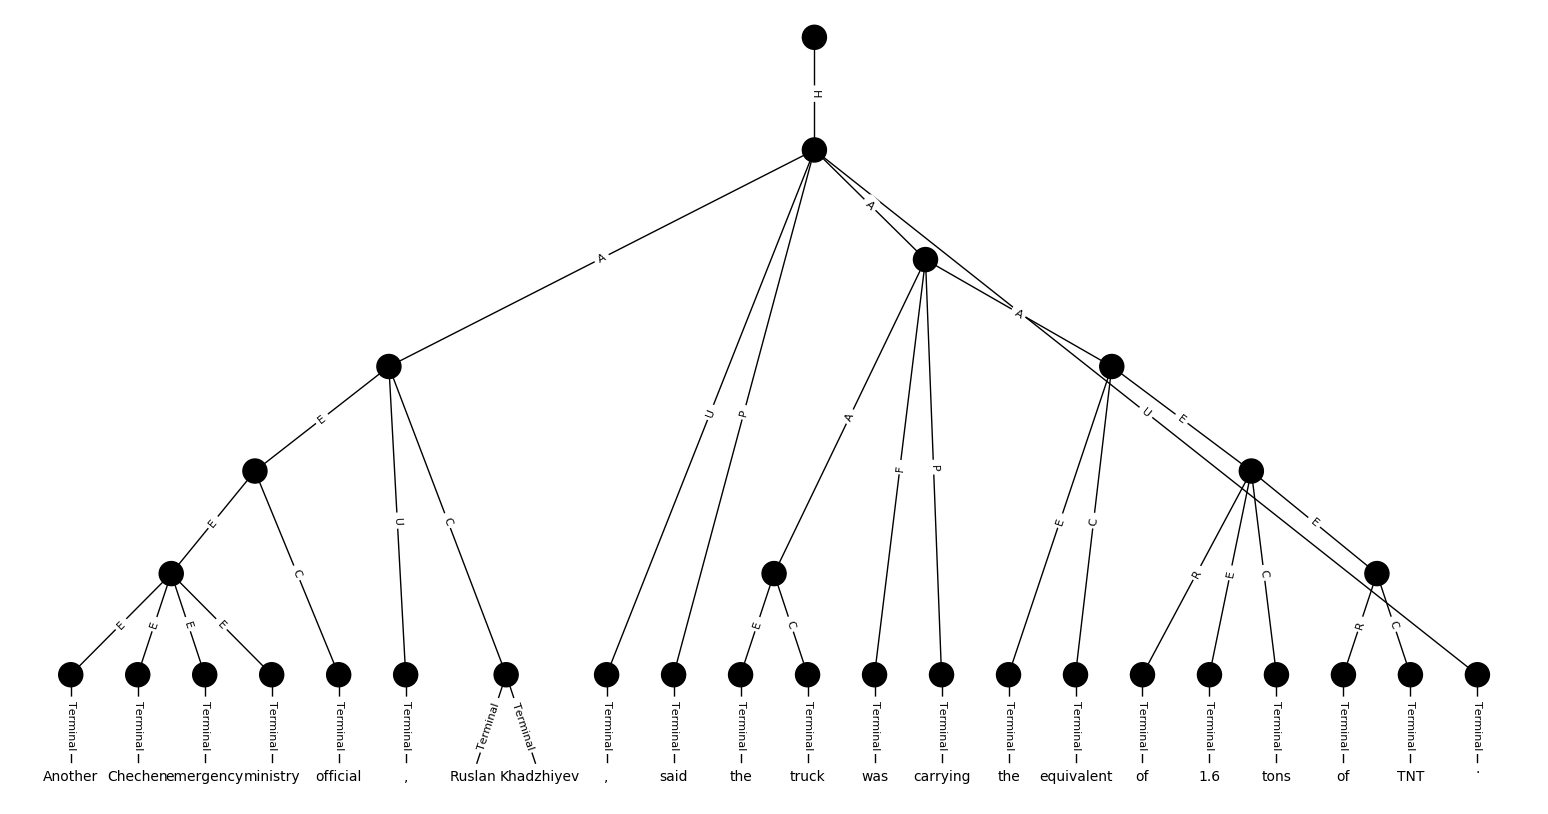 H
A
A
A
U
P
A
U
E
E
F
P
E
U
C
E
C
E
C
R
E
C
E
E
E
E
E
E
C
R
C
Terminal Terminal Terminal Terminal Terminal Terminal Terminal Terminal Terminal Terminal Terminal Terminal Terminal Terminal Terminal Terminal Terminal Terminal Terminal Terminal Terminal Terminal Terminal
Another Chechen emergency ministry official , Ruslan Khadzhiyev , said the truck was carrying the equivalent of 1.6 tons of TNT .